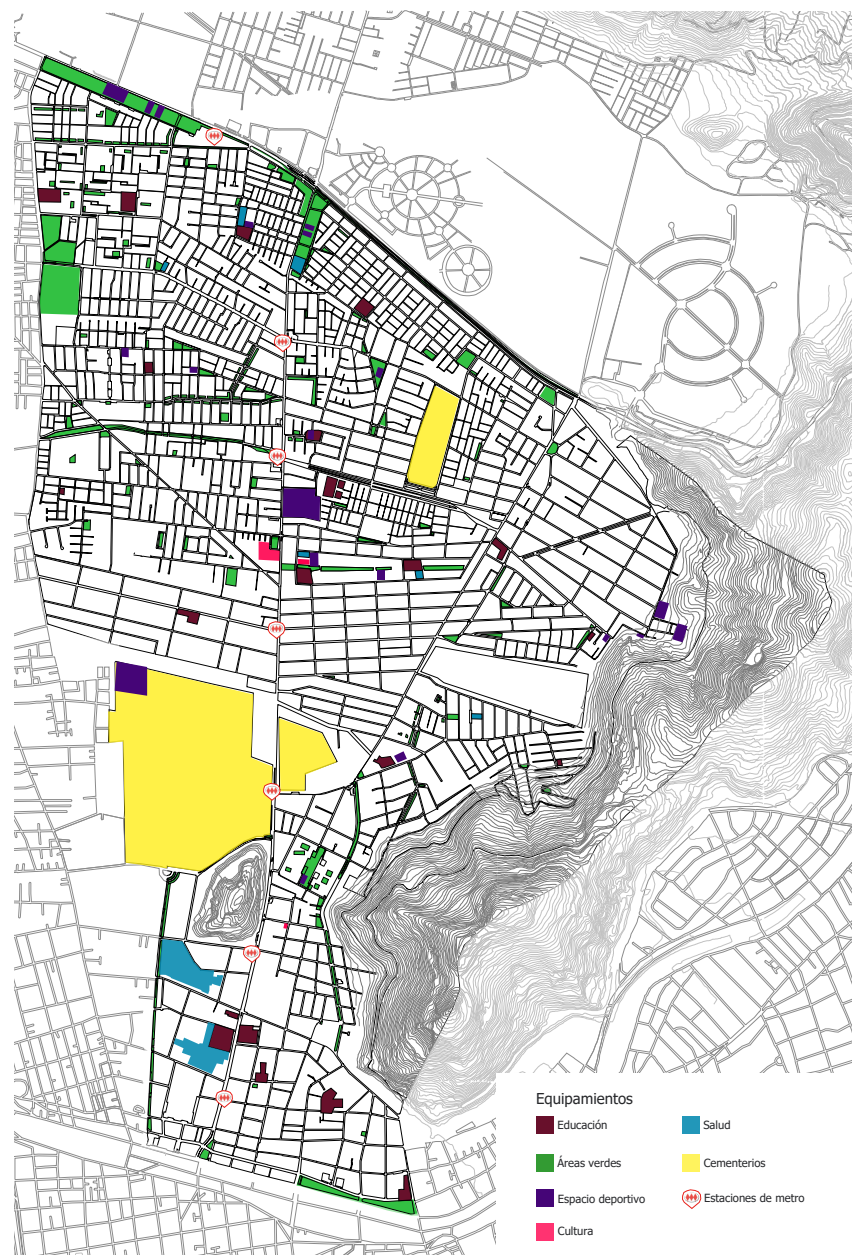 Equipamientos
Educación
Salud
Áreas verdes
Cementerios
Espacio deportivo
Estaciones de metro
Cultura